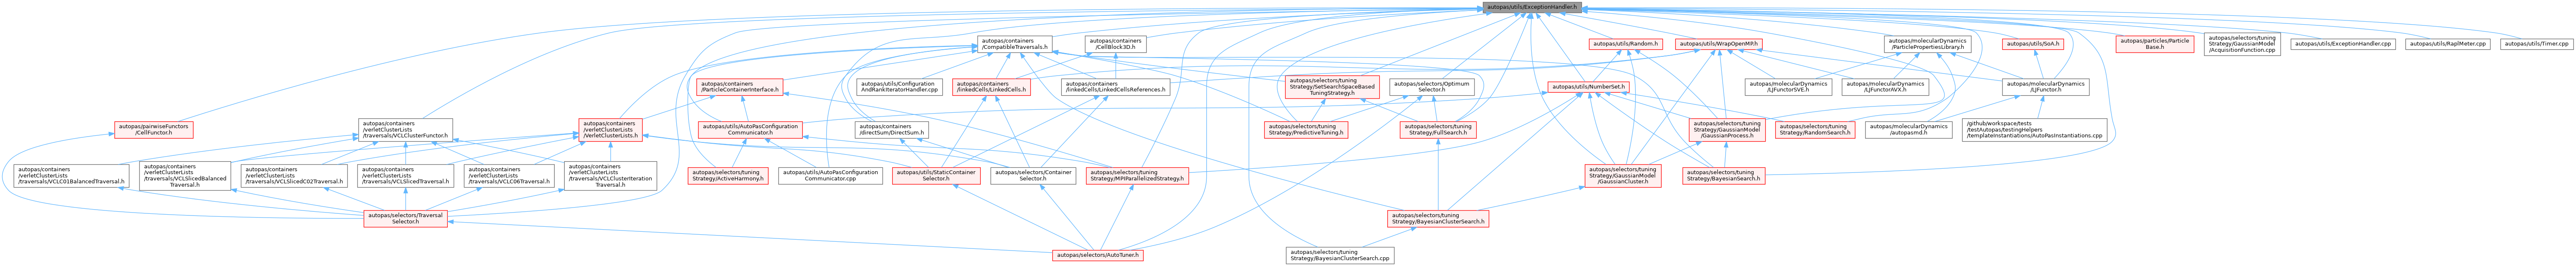 autopas/utils/ExceptionHandler.h
autopas/containers
/CompatibleTraversals.h
autopas/containers
/CellBlock3D.h
autopas/utils/Random.h
autopas/utils/WrapOpenMP.h
autopas/molecularDynamics
/ParticlePropertiesLibrary.h
autopas/utils/SoA.h
autopas/particles/Particle
Base.h
autopas/selectors/tuning
Strategy/GaussianModel
/AcquisitionFunction.cpp
autopas/utils/ExceptionHandler.cpp
autopas/utils/RaplMeter.cpp
autopas/utils/Timer.cpp
autopas/containers
/ParticleContainerInterface.h
autopas/utils/Configuration
AndRankIteratorHandler.cpp
autopas/containers
/linkedCells/LinkedCells.h
autopas/containers
/linkedCells/LinkedCellsReferences.h
autopas/selectors/tuning
Strategy/SetSearchSpaceBased
TuningStrategy.h
autopas/selectors/Optimum
Selector.h
autopas/utils/NumberSet.h
autopas/molecularDynamics
/LJFunctorSVE.h
autopas/molecularDynamics
/LJFunctorAVX.h
autopas/molecularDynamics
/LJFunctor.h
autopas/pairwiseFunctors
/CellFunctor.h
autopas/containers
/verletClusterLists
/traversals/VCLClusterFunctor.h
autopas/containers
/verletClusterLists
/VerletClusterLists.h
autopas/utils/AutoPasConfiguration
Communicator.h
autopas/containers
/directSum/DirectSum.h
autopas/selectors/tuning
Strategy/PredictiveTuning.h
autopas/selectors/tuning
Strategy/FullSearch.h
autopas/selectors/tuning
Strategy/GaussianModel
/GaussianProcess.h
autopas/selectors/tuning
Strategy/RandomSearch.h
autopas/molecularDynamics
/autopasmd.h
/github/workspace/tests
/testAutopas/testingHelpers
/templateInstantiations/AutoPasInstantiations.cpp
autopas/containers
/verletClusterLists
/traversals/VCLC01BalancedTraversal.h
autopas/containers
/verletClusterLists
/traversals/VCLSlicedBalanced
Traversal.h
autopas/containers
/verletClusterLists
/traversals/VCLSlicedC02Traversal.h
autopas/containers
/verletClusterLists
/traversals/VCLSlicedTraversal.h
autopas/containers
/verletClusterLists
/traversals/VCLC06Traversal.h
autopas/containers
/verletClusterLists
/traversals/VCLClusterIteration
Traversal.h
autopas/selectors/tuning
Strategy/ActiveHarmony.h
autopas/utils/AutoPasConfiguration
Communicator.cpp
autopas/utils/StaticContainer
Selector.h
autopas/selectors/Container
Selector.h
autopas/selectors/tuning
Strategy/MPIParallelizedStrategy.h
autopas/selectors/tuning
Strategy/GaussianModel
/GaussianCluster.h
autopas/selectors/tuning
Strategy/BayesianSearch.h
autopas/selectors/Traversal
Selector.h
autopas/selectors/tuning
Strategy/BayesianClusterSearch.h
autopas/selectors/AutoTuner.h
autopas/selectors/tuning
Strategy/BayesianClusterSearch.cpp